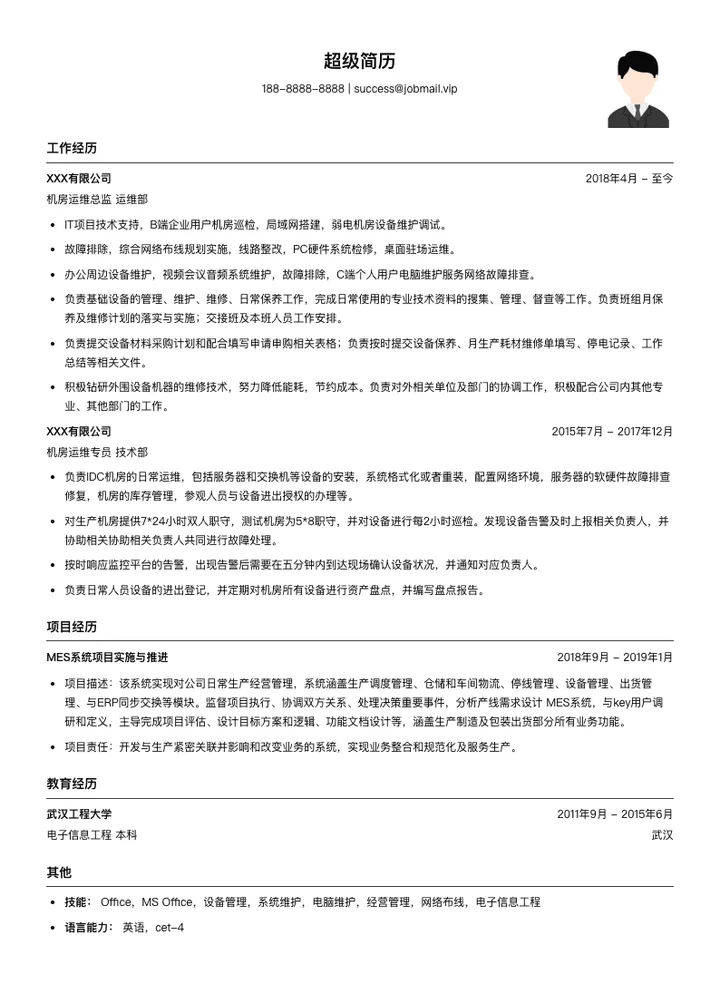 超级简历
188-8888-8888 | success@jobmail.vip
工作经历
XXX有限公司 2018年4月 – 至今
机房运维总监 运维部
• IT项目技术支持，B端企业用户机房巡检，局域网搭建，弱电机房设备维护调试。
• 故障排除，综合网络布线规划实施，线路整改，PC硬件系统检修，桌面驻场运维。
• 办公周边设备维护，视频会议音频系统维护，故障排除，C端个人用户电脑维护服务网络故障排查。
• 负责基础设备的管理、维护、维修、日常保养工作，完成日常使用的专业技术资料的搜集、管理、督查等工作。负责班组月保
养及维修计划的落实与实施；交接班及本班人员工作安排。
• 负责提交设备材料采购计划和配合填写申请申购相关表格；负责按时提交设备保养、月生产耗材维修单填写、停电记录、工作
总结等相关文件。
• 积极钻研外围设备机器的维修技术，努力降低能耗，节约成本。负责对外相关单位及部门的协调工作，积极配合公司内其他专
业、其他部门的工作。
XXX有限公司 2015年7月 – 2017年12月
机房运维专员 技术部
• 负责IDC机房的日常运维，包括服务器和交换机等设备的安装，系统格式化或者重装，配置网络环境，服务器的软硬件故障排查
修复，机房的库存管理，参观人员与设备进出授权的办理等。
• 对生产机房提供7*24小时双人职守，测试机房为5*8职守，并对设备进行每2小时巡检。发现设备告警及时上报相关负责人，并
协助相关协助相关负责人共同进行故障处理。
• 按时响应监控平台的告警，出现告警后需要在五分钟内到达现场确认设备状况，并通知对应负责人。
• 负责日常人员设备的进出登记，并定期对机房所有设备进行资产盘点，并编写盘点报告。
项目经历
MES系统项目实施与推进 2018年9月 – 2019年1月
• 项目描述：该系统实现对公司日常生产经营管理，系统涵盖生产调度管理、仓储和车间物流、停线管理、设备管理、出货管
理、与ERP同步交换等模块。监督项目执行、协调双方关系、处理决策重要事件，分析产线需求设计 MES系统，与key用户调
研和定义，主导完成项目评估、设计目标方案和逻辑、功能文档设计等，涵盖生产制造及包装出货部分所有业务功能。
• 项目责任：开发与生产紧密关联并影响和改变业务的系统，实现业务整合和规范化及服务生产。
教育经历
武汉工程大学 2011年9月 – 2015年6月
电子信息工程 本科 武汉
其他
• 技能： Office，MS Office，设备管理，系统维护，电脑维护，经营管理，网络布线，电子信息工程
• 语言能力： 英语，cet-4